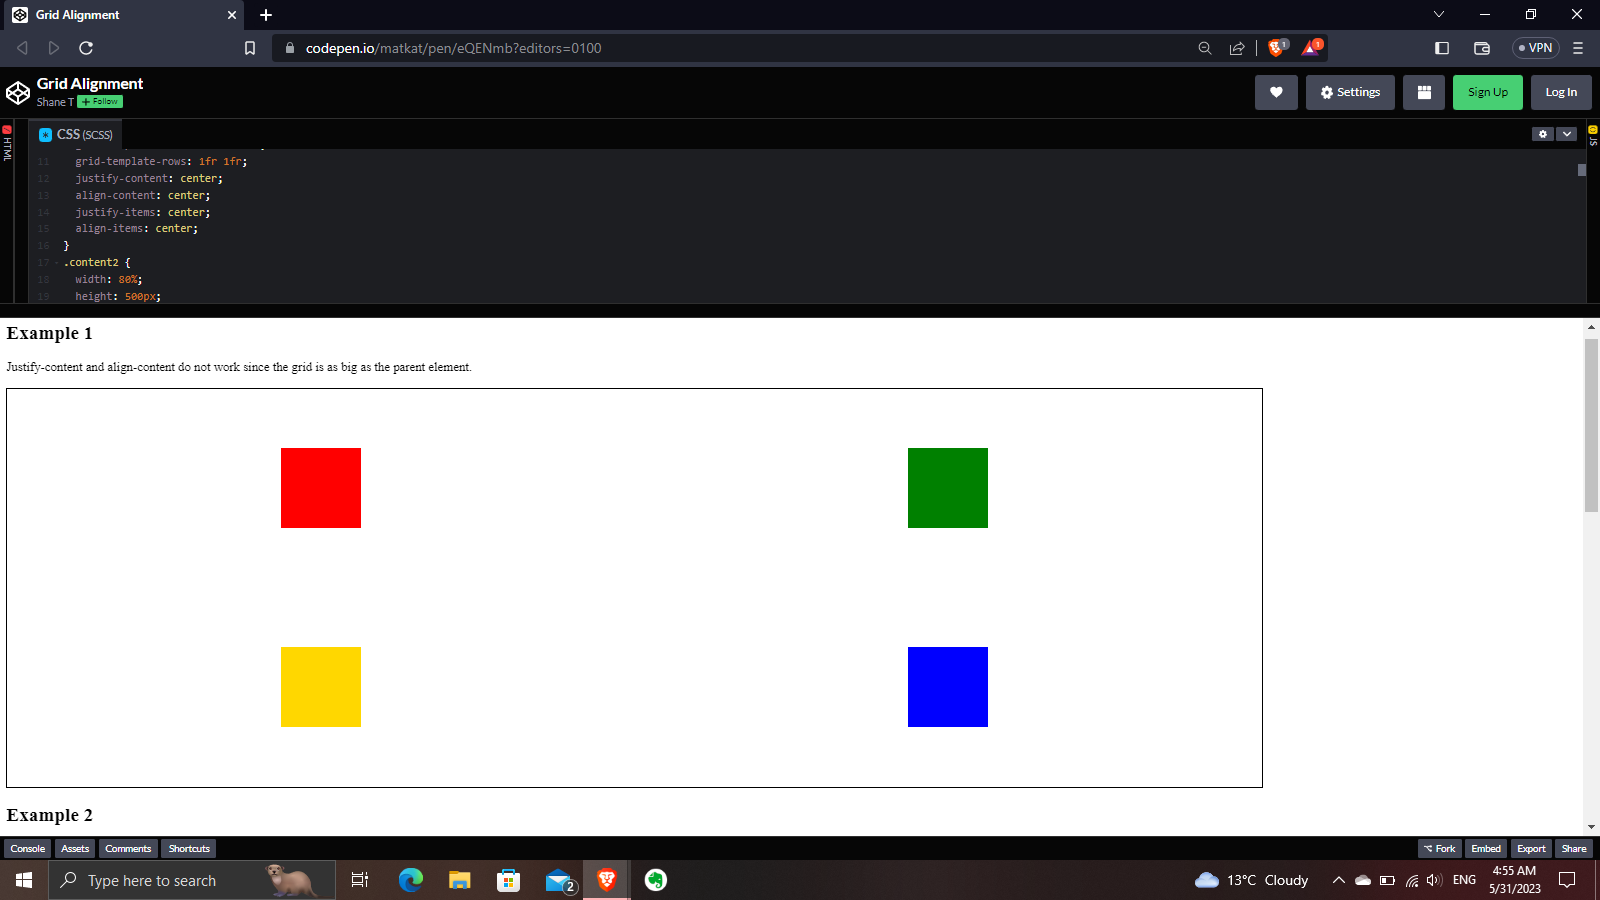 Grid Alignment
codepen.io/matkat/pen/eQENmb?editors=0100
1
1
VPN
Grid Alignment
Shane T
+ Follow
Settings
Sign Up
Log In
HTML
CSS (SCSS)
JS
11 grid-template-rows: 1fr 1fr;
12 justify-content: center;
13 align-content: center;
14 justify-items: center;
15 align-items: center;
16 }
17 .content2 {
18 width: 80%;
19 height: 500px;
Example 1
Justify-content and align-content do not work since the grid is as big as the parent element.
Example 2
Console Assets Comments Shortcuts
Fork Embed Export Share
Type here to search
2
13°C Cloudy
ENG
4:55 AM
5/31/2023